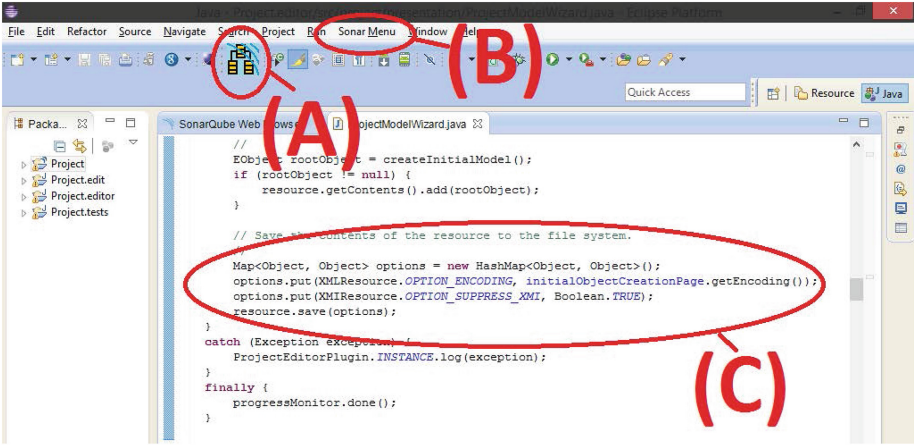 Java - Project.editor/src/project/presentation/ProjectModelWizard.java - Eclipse Platform
File Edit Refactor Source Navigate Search Project Run Sonar Menu Window Help
(A)
(B)
Quick Access
Resource
Java
Packa...
Project
Project.edit
Project.editor
Project.tests
SonarQube Web Browser
ProjectModelWizard.java
//
EObject rootObject = createInitialModel();
if (rootObject != null) {
resource.getContents().add(rootObject);
}
// Save the contents of the resource to the file system.
//
Map<Object, Object> options = new HashMap<Object, Object>();
options.put(XMLResource.OPTION_ENCODING, initialObjectCreationPage.getEncoding());
options.put(XMIResource.OPTION_SUPPRESS_XMI, Boolean.TRUE);
resource.save(options);
}
catch (Exception exception) {
ProjectEditorPlugin.INSTANCE.log(exception);
}
finally {
progressMonitor.done();
}
(C)